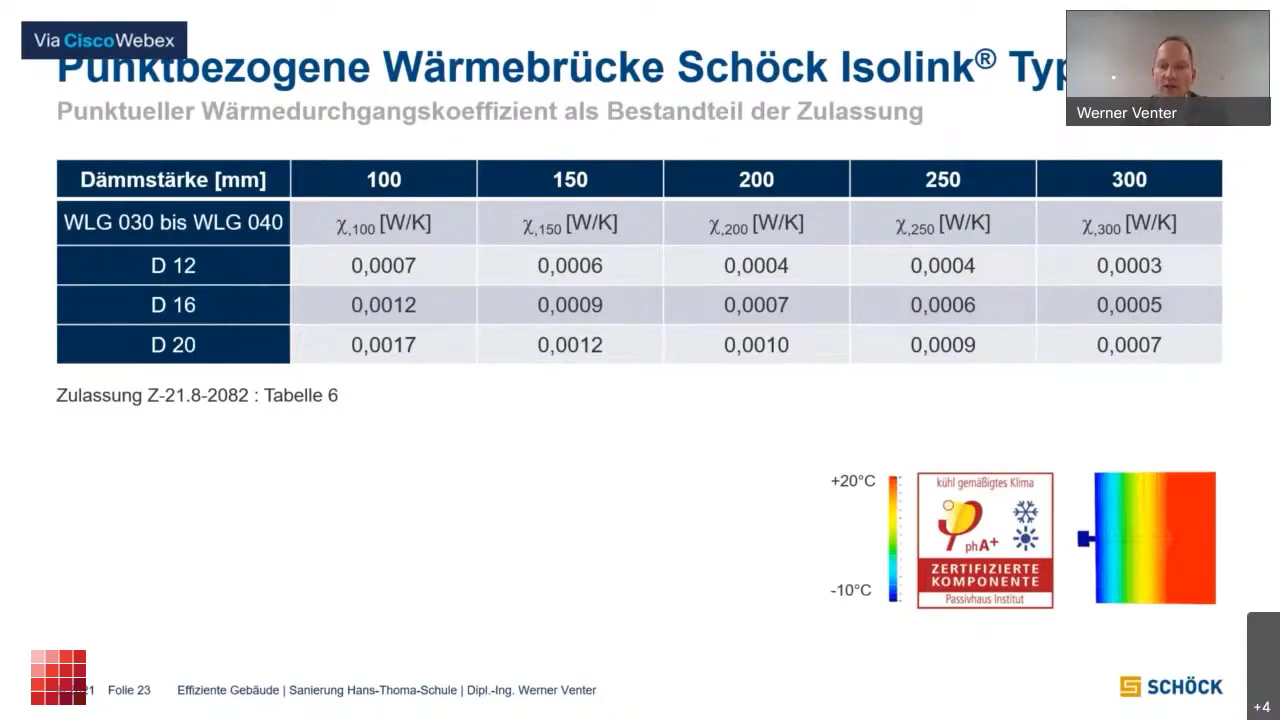 Via CiscoWebex
Punktbezogene Wärmebrücke Schöck Isolink® Typ
Punktueller Wärmedurchgangskoeffizient als Bestandteil der Zulassung
Werner Venter
Dämmstärke [mm] 100 150 200 250 300
WLG 030 bis WLG 040 χ,100 [W/K] χ,150 [W/K] χ,200 [W/K] χ,250 [W/K] χ,300 [W/K]
D 12 0,0007 0,0006 0,0004 0,0004 0,0003
D 16 0,0012 0,0009 0,0007 0,0006 0,0005
D 20 0,0017 0,0012 0,0010 0,0009 0,0007
Zulassung Z-21.8-2082 : Tabelle 6
+20°C
-10°C
kühl gemäßigtes Klima
phA+
ZERTIFIZIERTE
KOMPONENTE
Passivhaus Institut
Folie 23 Effiziente Gebäude | Sanierung Hans-Thoma-Schule | Dipl.-Ing. Werner Venter
SCHÖCK
+4